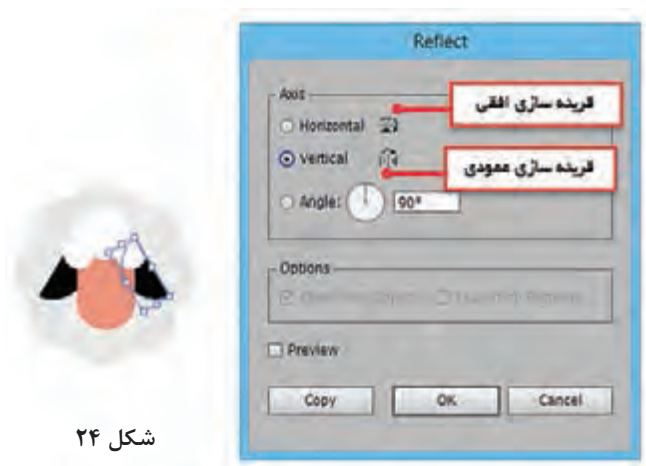 Reflect
Axis
قرینه سازی افقی
Horizontal
Vertical
قرینه سازی عمودی
Angle: 90°
Options
Preview
Copy OK Cancel
شکل ۲۴